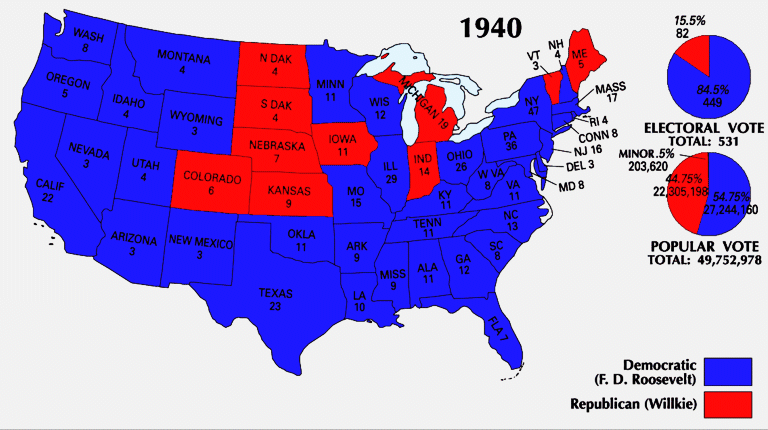 1940
WASH
8
OREGON
5
CALIF
22
NEVADA
3
IDAHO
4
MONTANA
4
WYOMING
3
UTAH
4
ARIZONA
3
COLORADO
6
NEW MEXICO
3
N DAK
4
S DAK
4
NEBRASKA
7
KANSAS
9
OKLA
11
TEXAS
23
MINN
11
IOWA
11
MO
15
ARK
9
LA
10
WIS
12
ILL
29
MICHIGAN 19
IND
14
OHIO
26
KY
11
TENN
11
MISS
9
ALA
11
GA
12
FLA 7
SC
8
NC
13
VA
11
W VA
8
PA
36
NY
47
VT
3
NH
4
ME
5
MASS
17
RI 4
CONN 8
NJ 16
DEL 3
MD 8
15.5%
82
84.5%
449
ELECTORAL VOTE
TOTAL: 531
MINOR .5%
203,620
44.75%
22,305,198
54.75%
27,244,160
POPULAR VOTE
TOTAL: 49,752,978
Democratic
(F. D. Roosevelt)
Republican (Willkie)